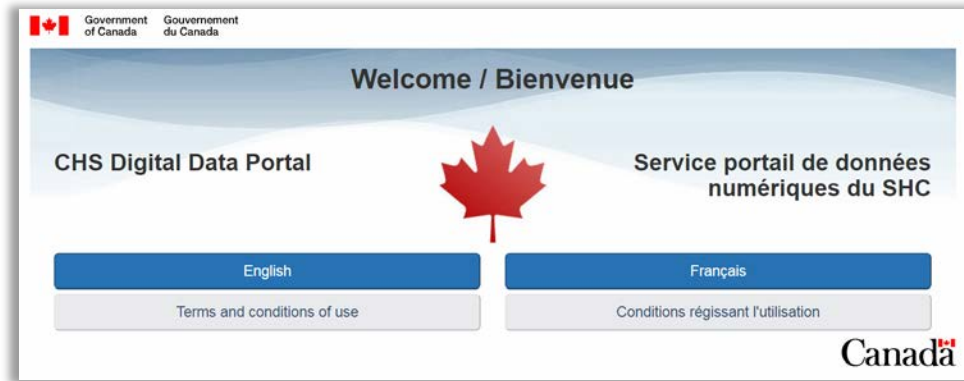 Government Gouvernement
of Canada du Canada
Welcome / Bienvenue
CHS Digital Data Portal
Service portail de données
numériques du SHC
English
Français
Terms and conditions of use
Conditions régissant l'utilisation
Canada